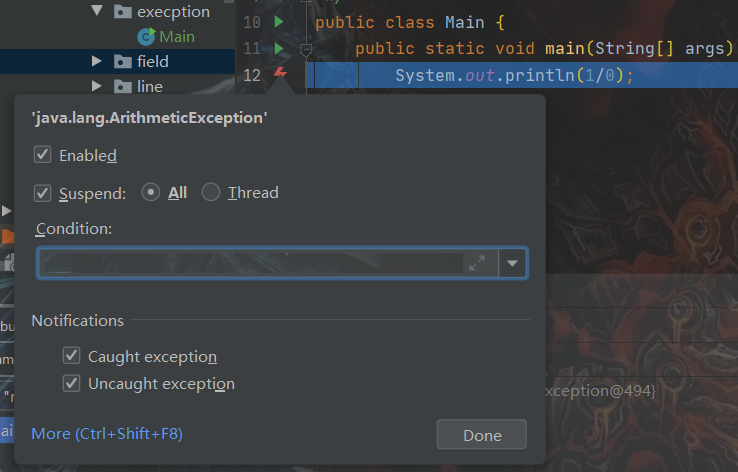 execption
Main
field
line
10 public class Main {
11 public static void main(String[] args)
12 System.out.println(1/0);
'java.lang.ArithmeticException'
Enabled
Suspend: All Thread
Condition:
Notifications
Caught exception
Uncaught exception
xception@494}
More (Ctrl+Shift+F8)
Done